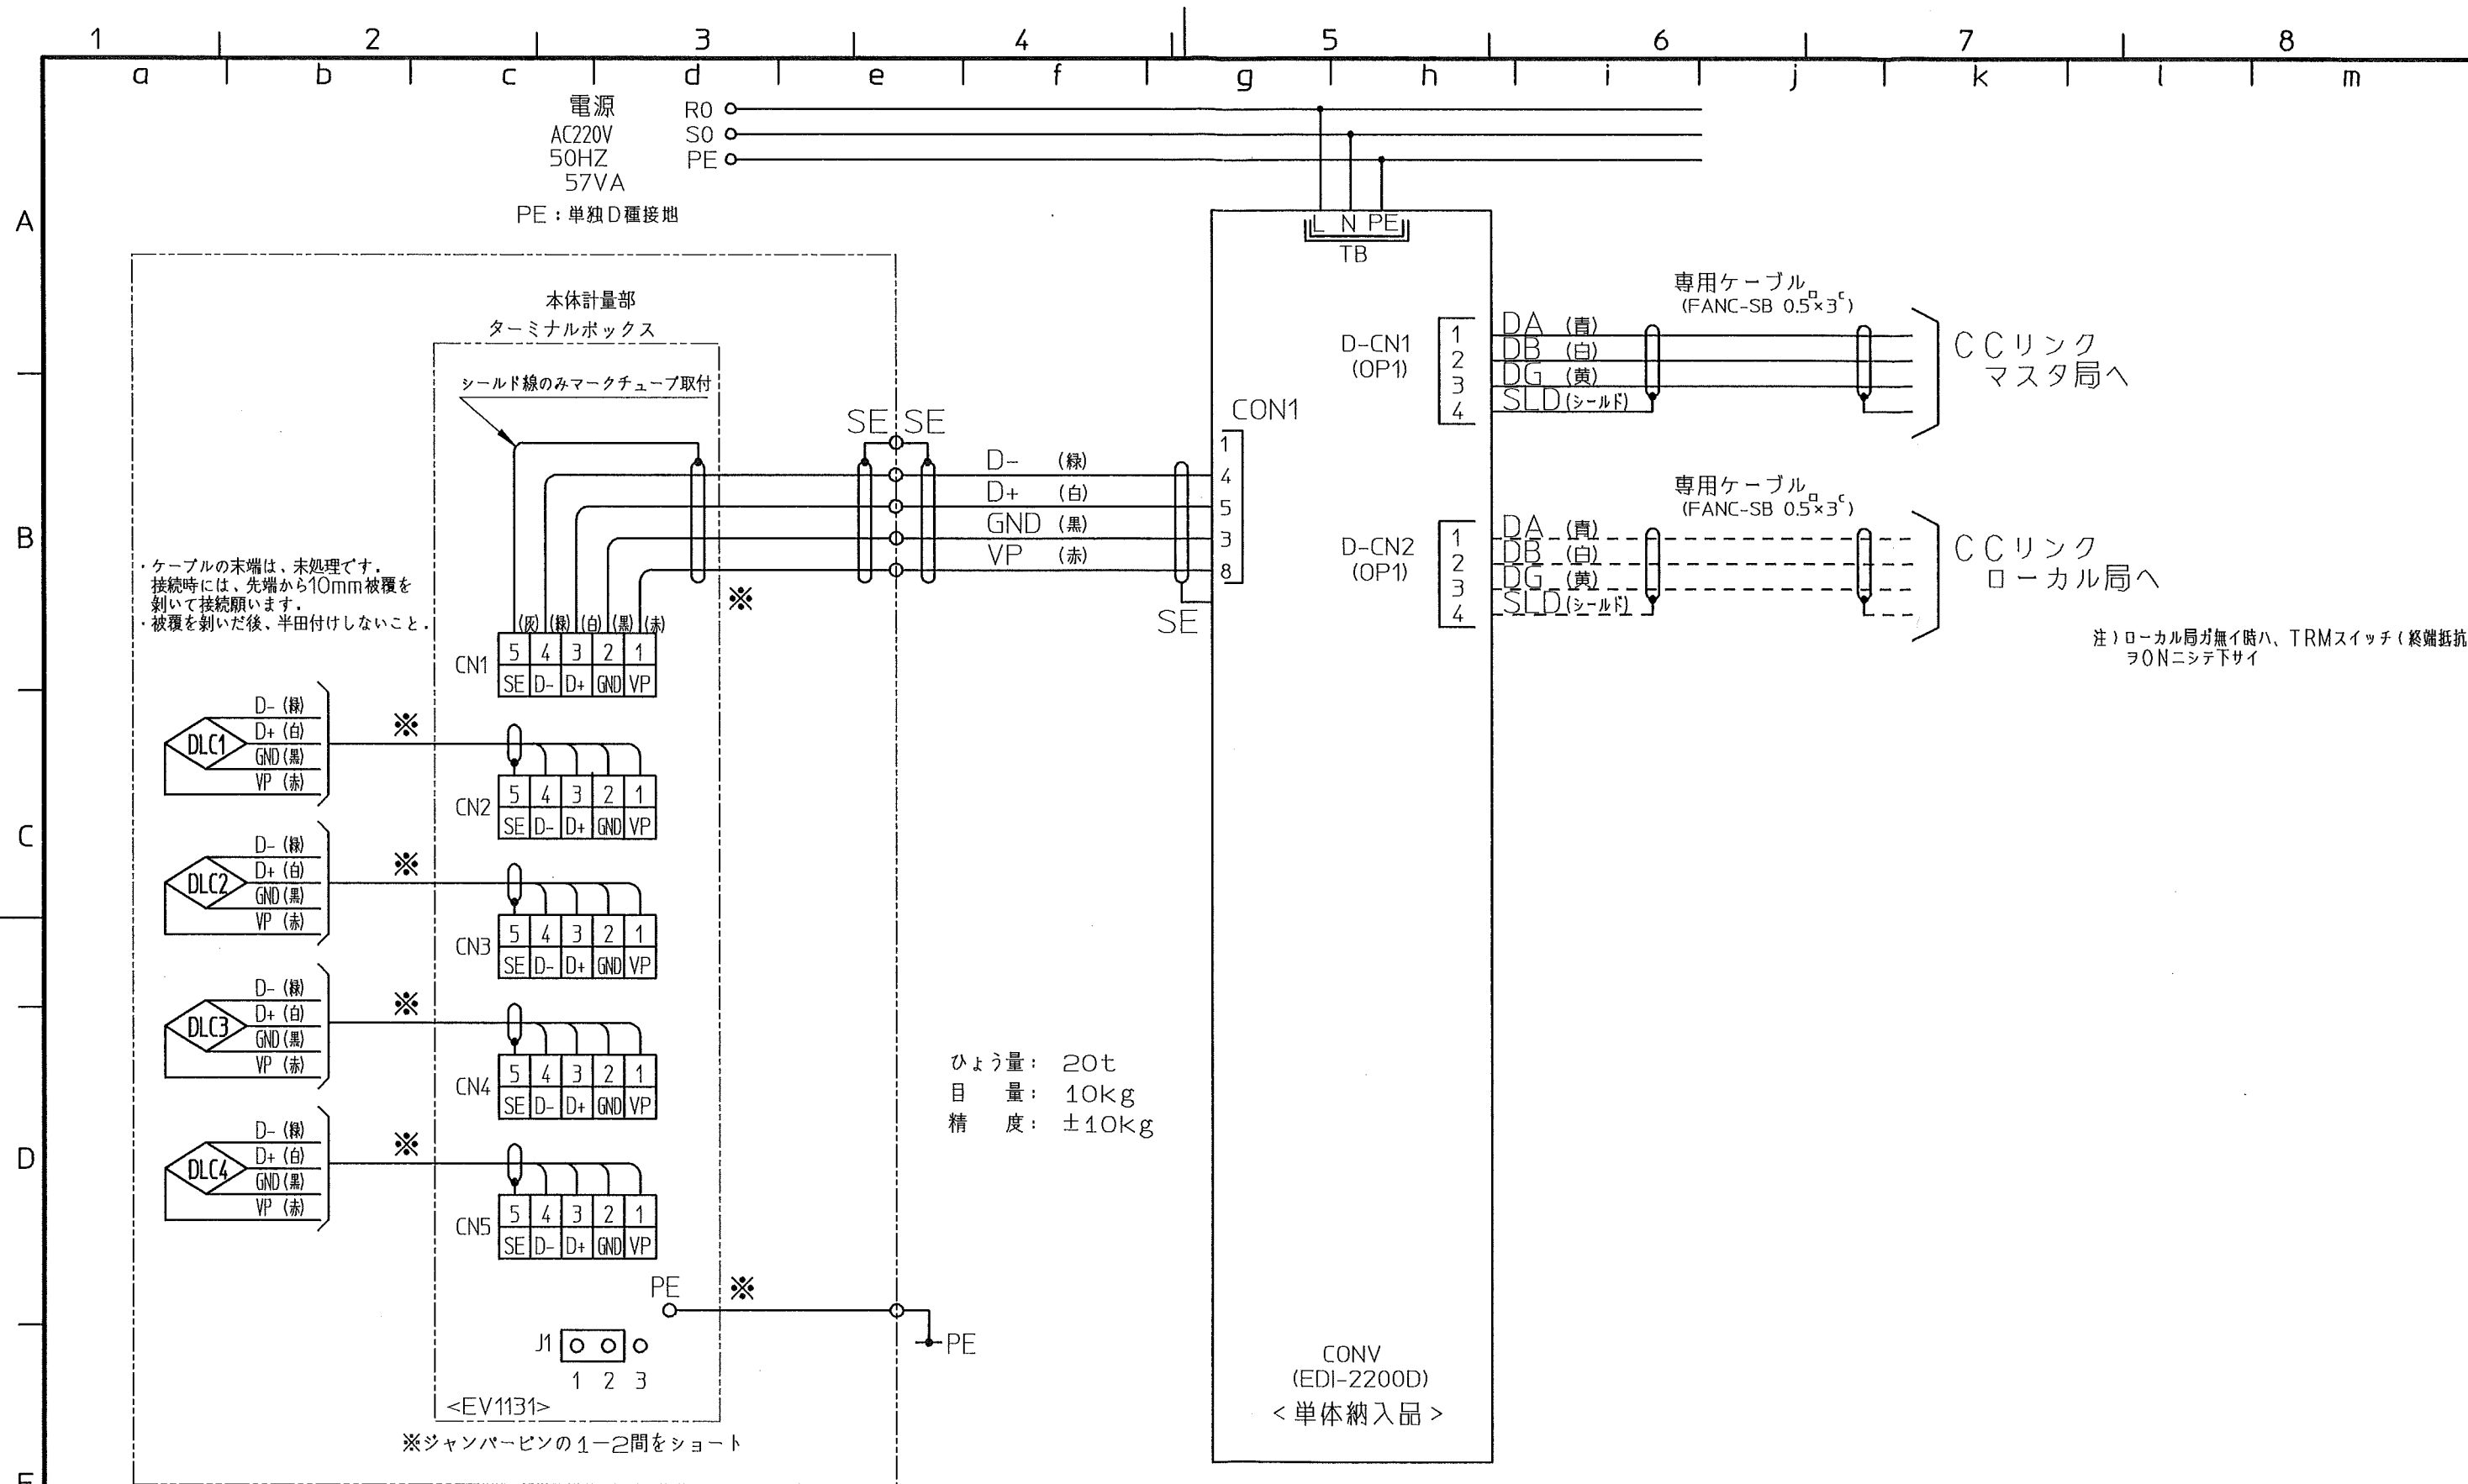 1 2 3 4 5 6 7 8
a b c d e f g h i j k l m
A
B
C
D
E
電源
AC220V
50HZ
57VA
PE：単独D種接地
R0
S0
PE
L N PE
TB
本体計量部
ターミナルボックス
シールド線のみマークチューブ取付
SE SE
D- (緑)
D+ (白)
GND (黒)
VP (赤)
※
SE
CON1
1
4
5
3
8
D-CN1
(OP1)
1
2
3
4
DA (青)
DB (白)
DG (黄)
SLD(シールド)
専用ケーブル
(FANC-SB 0.5□×3c)
CCリンク
マスタ局へ
D-CN2
(OP1)
1
2
3
4
DA (青)
DB (白)
DG (黄)
SLD(シールド)
専用ケーブル
(FANC-SB 0.5□×3c)
CCリンク
ローカル局へ
注）ローカル局ガ無イ時ハ、TRMスイッチ(終端抵抗
ヲONニシテ下サイ
・ケーブルの末端は、未処理です.
接続時には、先端から10mm被覆を
剝いて接続願います.
・被覆を剝いだ後、半田付けしないこと.
(灰) (緑) (白) (黒) (赤)
CN1
5 4 3 2 1
SE D- D+ GND VP
DLC1
D- (緑)
D+ (白)
GND (黒)
VP (赤)
※
CN2
5 4 3 2 1
SE D- D+ GND VP
DLC2
D- (緑)
D+ (白)
GND (黒)
VP (赤)
※
CN3
5 4 3 2 1
SE D- D+ GND VP
DLC3
D- (緑)
D+ (白)
GND (黒)
VP (赤)
※
CN4
5 4 3 2 1
SE D- D+ GND VP
DLC4
D- (緑)
D+ (白)
GND (黒)
VP (赤)
※
CN5
5 4 3 2 1
SE D- D+ GND VP
ひょう量： 20t
目 量： 10kg
精 度： ±10kg
PE
※
PE
J1
1 2 3
<EV1131>
※ジャンパーピンの1－2間をショート
CONV
(EDI-2200D)
<単体納入品>